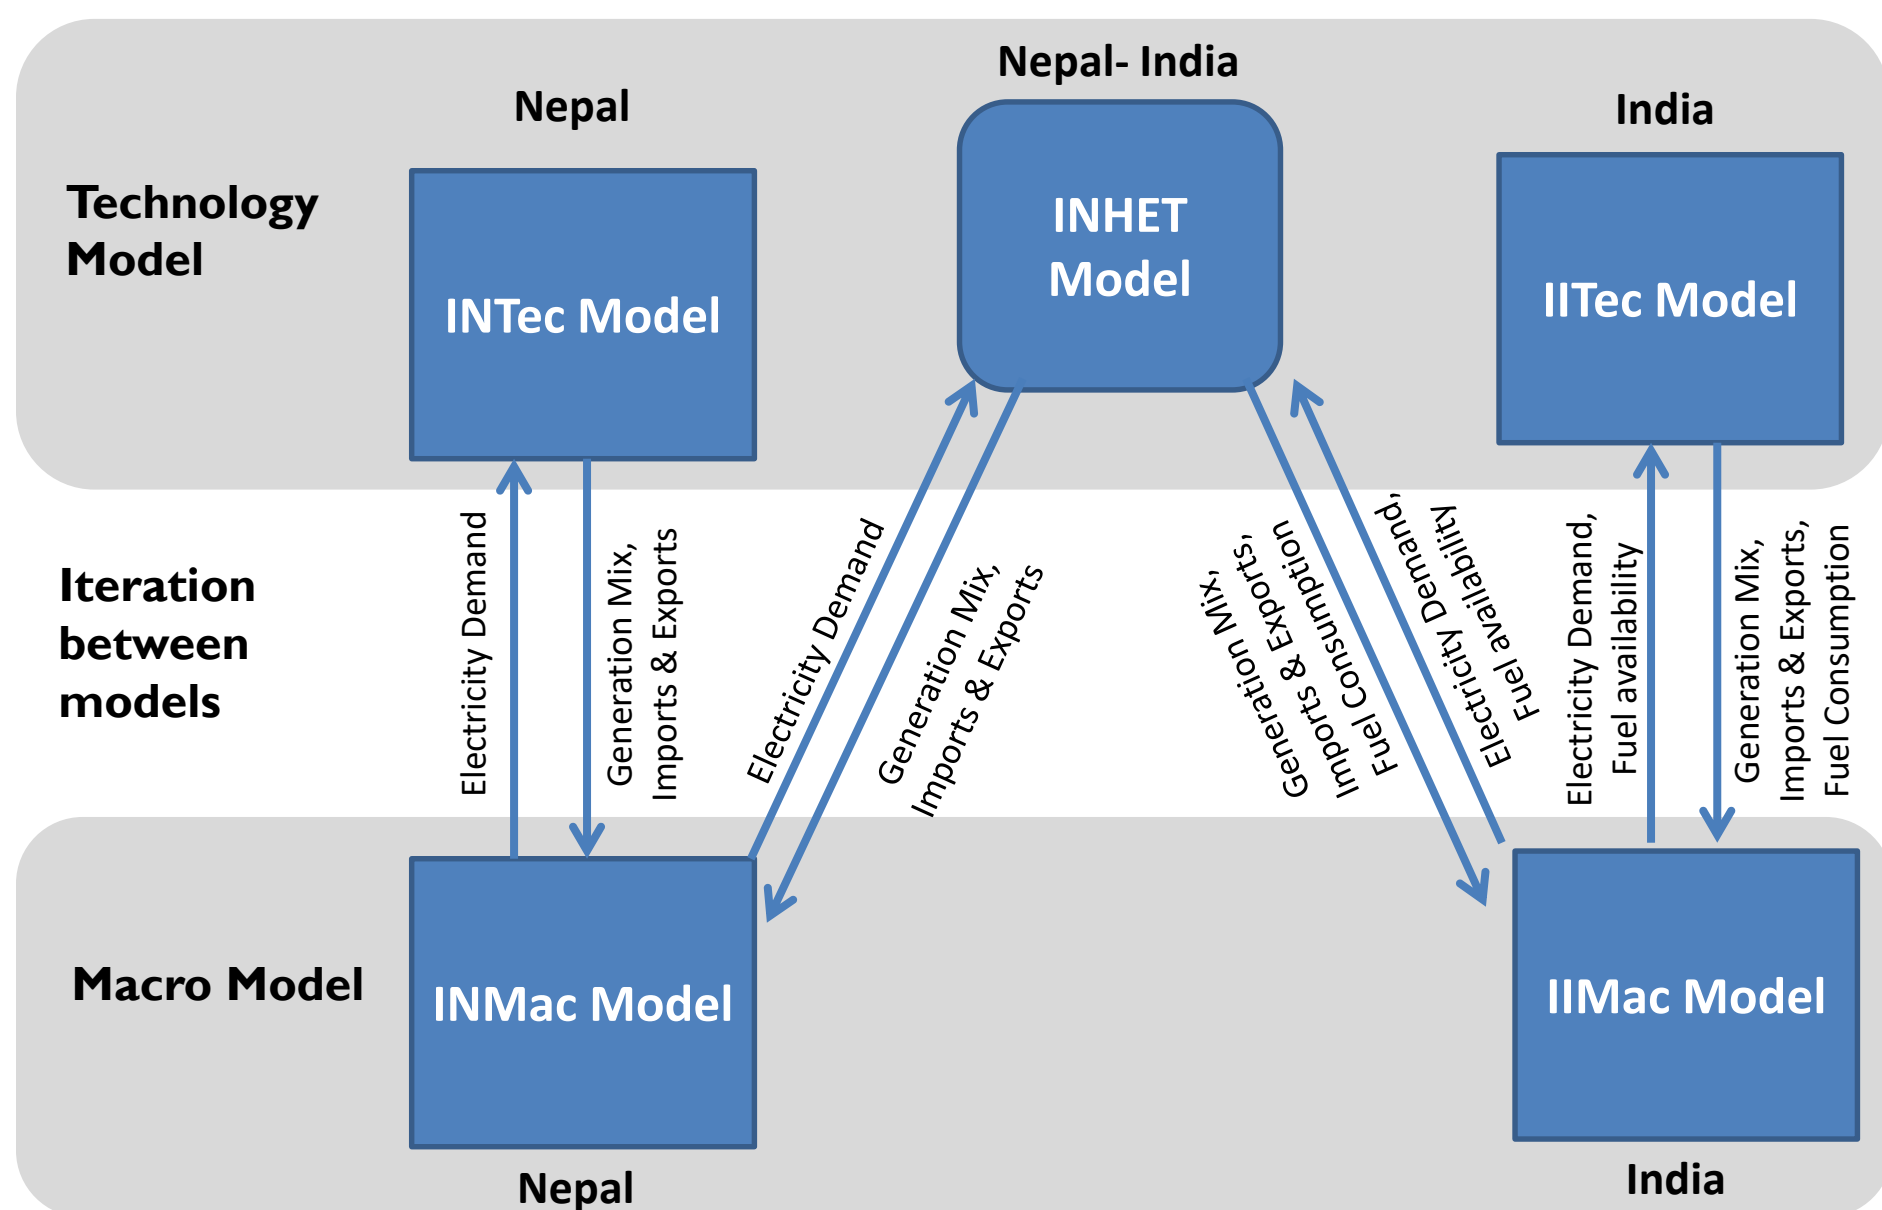 Nepal- India
Nepal
India
Technology
Model
INTec Model
INHET
Model
IITec Model
Iteration
between
models
Electricity Demand
Generation Mix,
Imports & Exports
Electricity Demand
Generation Mix,
Imports & Exports
Generation Mix,
Imports & Exports,
Fuel Consumption
Electricity Demand,
Fuel availability
Electricity Demand,
Fuel availability
Generation Mix,
Imports & Exports,
Fuel Consumption
Macro Model
INMac Model
IIMac Model
Nepal
India